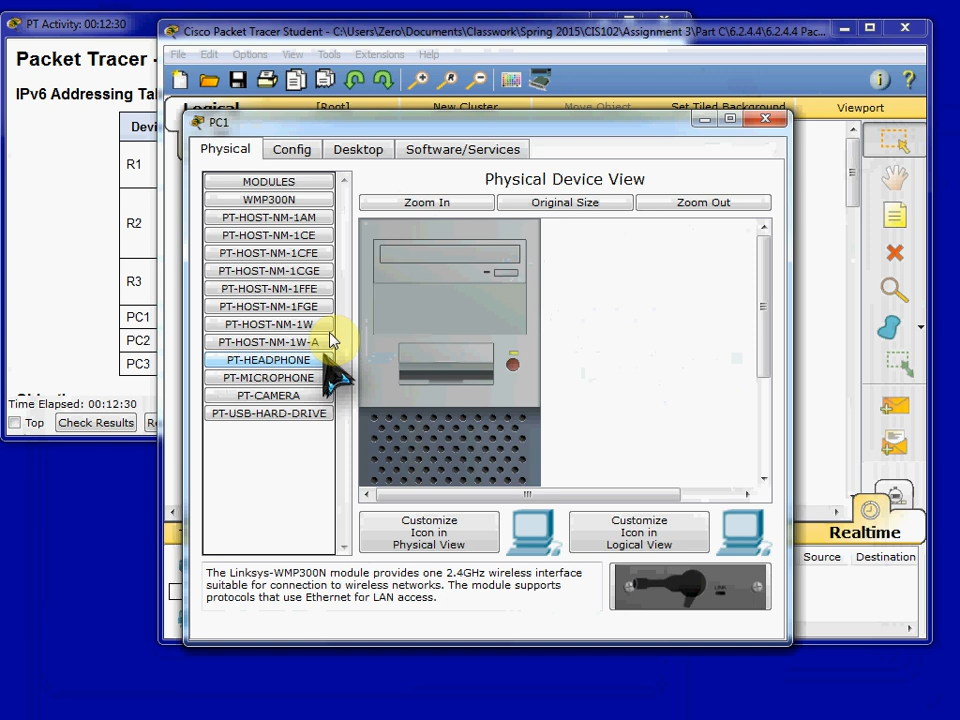 PT Activity: 00:12:30
Packet Tracer -
IPv6 Addressing Ta
Devi
R1
R2
R3
PC1
PC2
PC3
Time Elapsed: 00:12:30
Top
Check Results
Re
Cisco Packet Tracer Student - C:\Users\Zero\Documents\Classwork\Spring 2015\CIS102\Assignment 3\Part C\6.2.4.4\6.2.4.4 Pac...
File Edit Options View Tools Extensions Help
Logical [Root] New Cluster Move Object Set Tiled Background Viewport
PC1
Physical Config Desktop Software/Services
MODULES
WMP300N
PT-HOST-NM-1AM
PT-HOST-NM-1CE
PT-HOST-NM-1CFE
PT-HOST-NM-1CGE
PT-HOST-NM-1FFE
PT-HOST-NM-1FGE
PT-HOST-NM-1W
PT-HOST-NM-1W-A
PT-HEADPHONE
PT-MICROPHONE
PT-CAMERA
PT-USB-HARD-DRIVE
Physical Device View
Zoom In Original Size Zoom Out
Customize
Icon in
Physical View
Customize
Icon in
Logical View
The Linksys-WMP300N module provides one 2.4GHz wireless interface
suitable for connection to wireless networks. The module supports
protocols that use Ethernet for LAN access.
Realtime
Source Destination